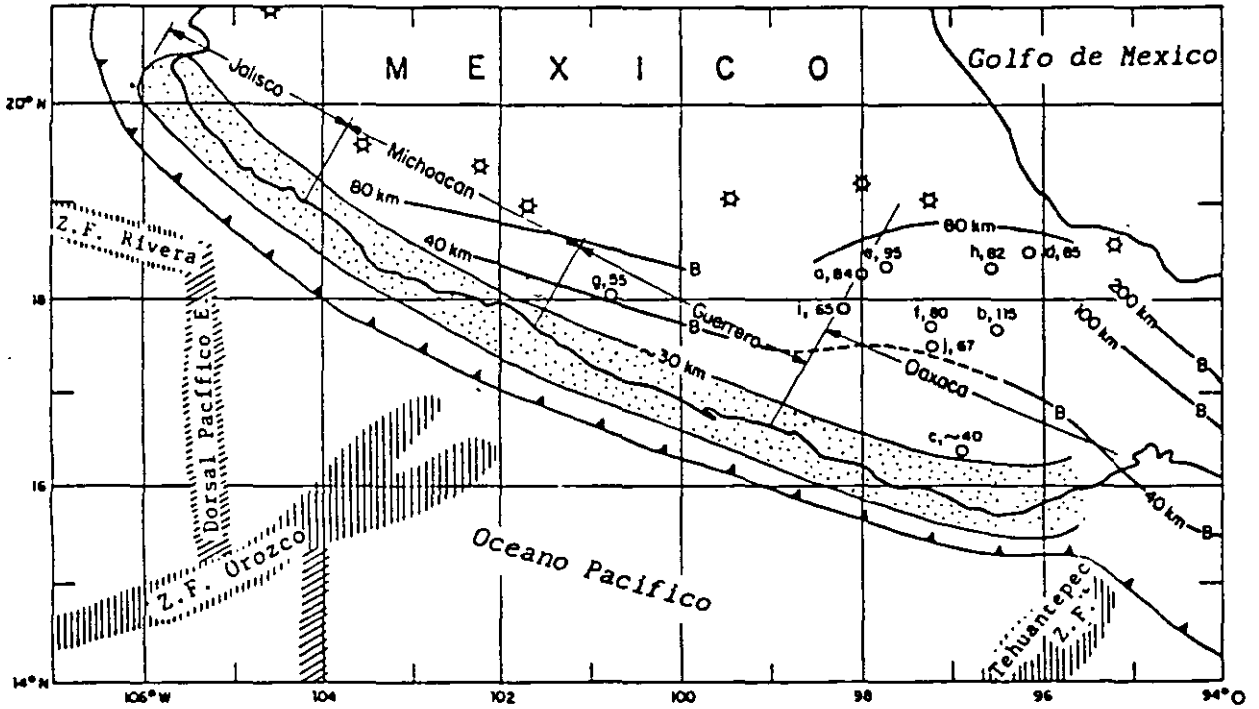 M E X I C O
Golfo de Mexico
Jalisco
20° N
Michoacan
80 km
80 km
Z.F. Rivera
40 km
B
e, 95
h, 82
d, 85
a, 84
g, 55
18
i, 65
f, 80
b, 115
200 km
100 km
Guerrero
B
j, 67
~30 km
Oaxaca
B
B
B
Dorsal Pacífico E.
c, ~40
16
40 km
B
Z.F. Orozco
Oceano Pacifico
Tehuantepec
Z.F.
14° N
106° W
104
102
100
98
96
94° O